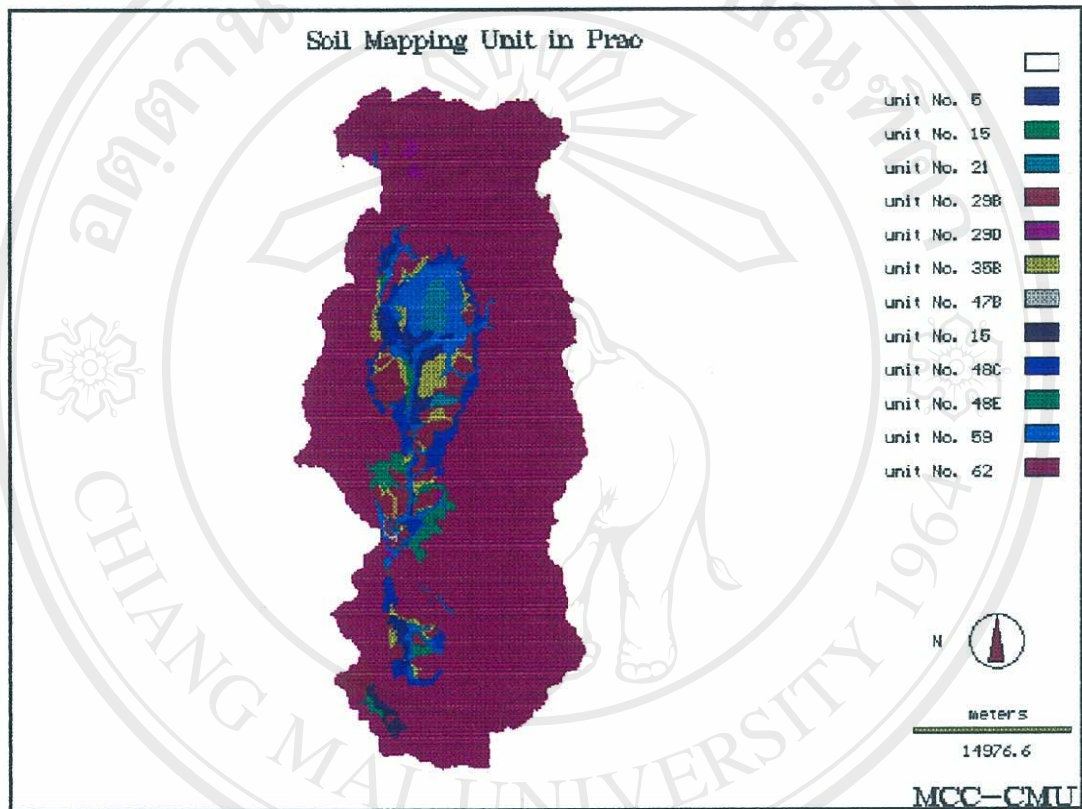 Soil Mapping Unit in Prao
unit No. 5
unit No. 15
unit No. 21
unit No. 29B
unit No. 29D
unit No. 35B
unit No. 47B
unit No. 15
unit No. 48C
unit No. 48E
unit No. 59
unit No. 62
N
meters
14976.6
MCC-CMU
CHIANG MAI UNIVERSITY 1964